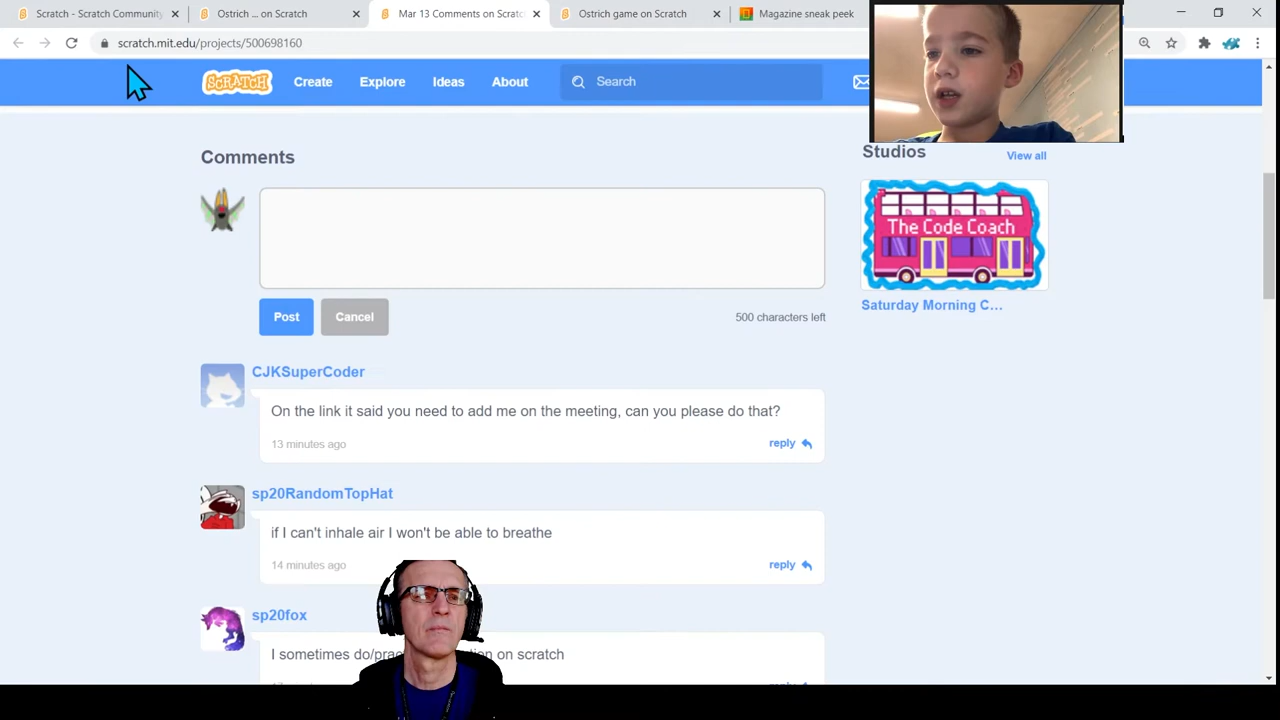 Scratch - Scratch Community
Ostrich ... on Scratch
Mar 13 Comments on Scratc
Ostrich game on Scratch
Magazine sneak peek
scratch.mit.edu/projects/500698160
SCRATCH
Create
Explore
Ideas
About
Search
Comments
Studios
View all
The Code Coach
Saturday Morning C...
Post
Cancel
500 characters left
CJKSuperCoder
On the link it said you need to add me on the meeting, can you please do that?
13 minutes ago
reply
sp20RandomTopHat
if I can't inhale air I won't be able to breathe
14 minutes ago
reply
sp20fox
I sometimes do/prac on scratch